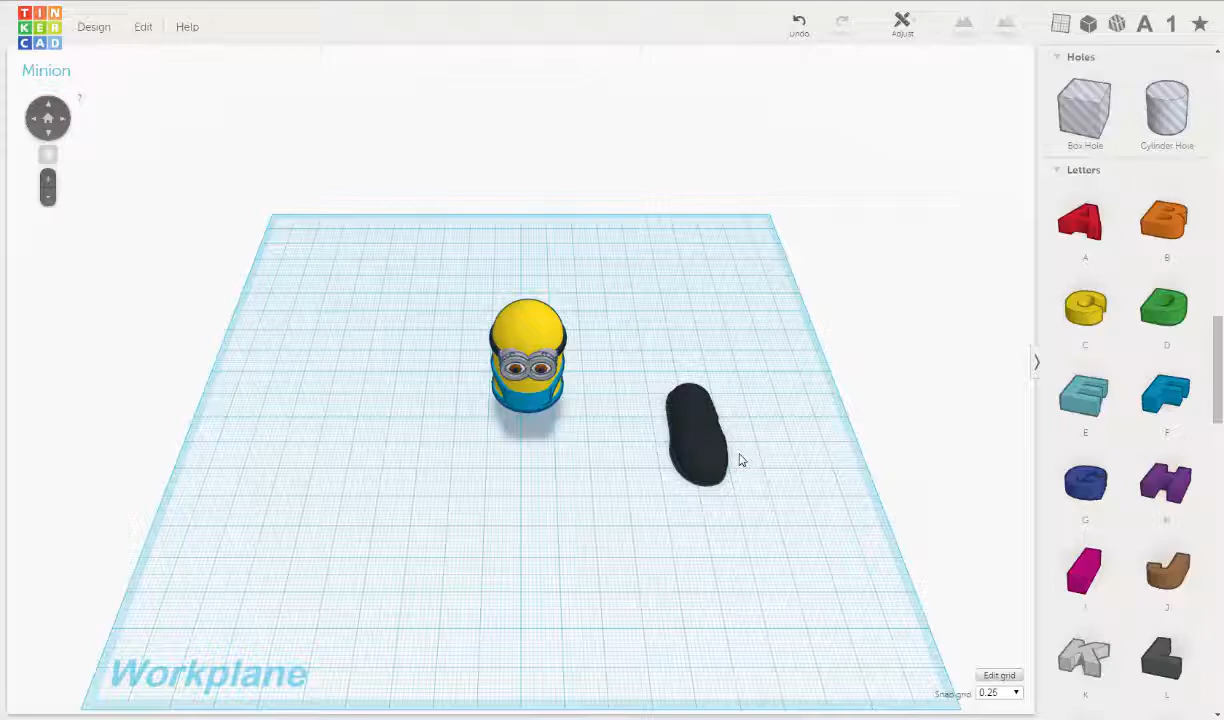 TIN
KER
CAD
Design Edit Help
Undo
Adjust
A 1
Minion
?
Holes
Box Hole Cylinder Hole
Letters
A B
C D
E F
G H
I J
K L
Workplane
Edit grid
Snap grid 0.25